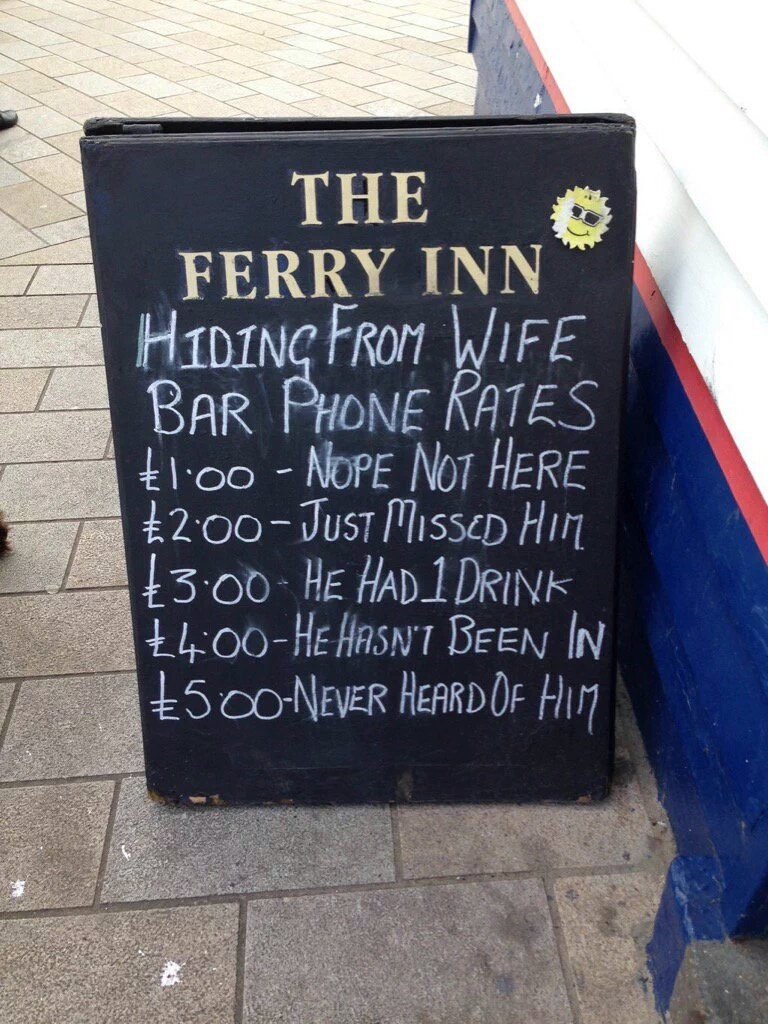 THE
FERRY INN
HIDING FROM WIFE
BAR PHONE RATES
£1.00 - NOPE NOT HERE
£2.00 - JUST MISSED HIM
£3.00 - HE HAD 1 DRINK
£4.00 - HE HASN'T BEEN IN
£5.00 - NEVER HEARD OF HIM